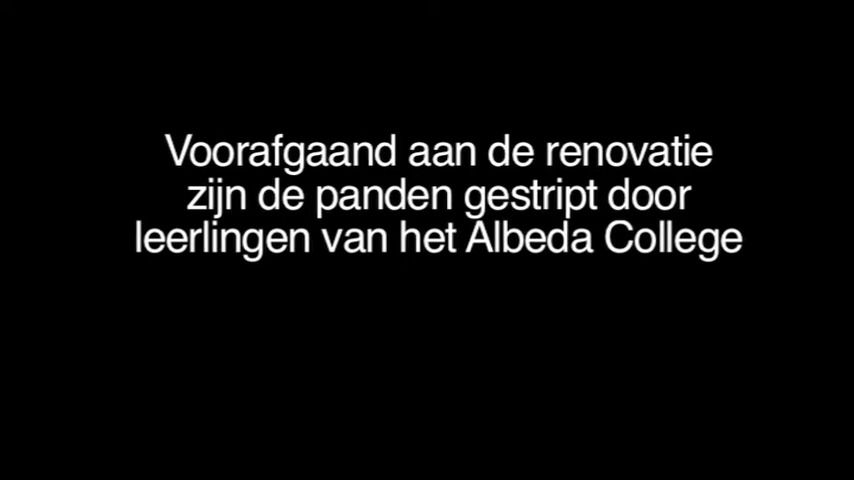 Voorafgaand aan de renovatie
zijn de panden gestript door
leerlingen van het Albeda College